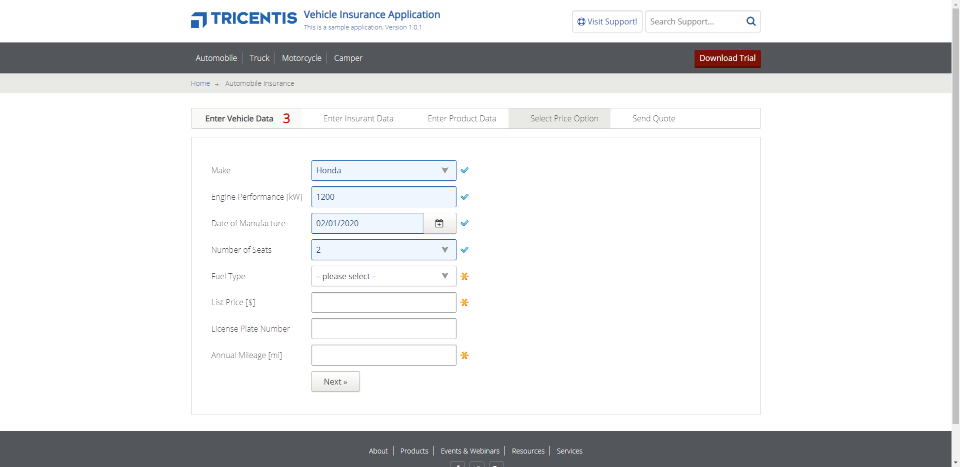 TRICENTIS Vehicle Insurance Application
This is a sample application. Version 1.0.1
Visit Support! Search Support...
Automobile Truck Motorcycle Camper Download Trial
Home → Automobile Insurance
Enter Vehicle Data 3 Enter Insurant Data Enter Product Data Select Price Option Send Quote
Make Honda
Engine Performance [kW] 1200
Date of Manufacture 02/01/2020
Number of Seats 2
Fuel Type – please select –
List Price [$]
License Plate Number
Annual Mileage [mi]
Next »
About Products Events & Webinars Resources Services